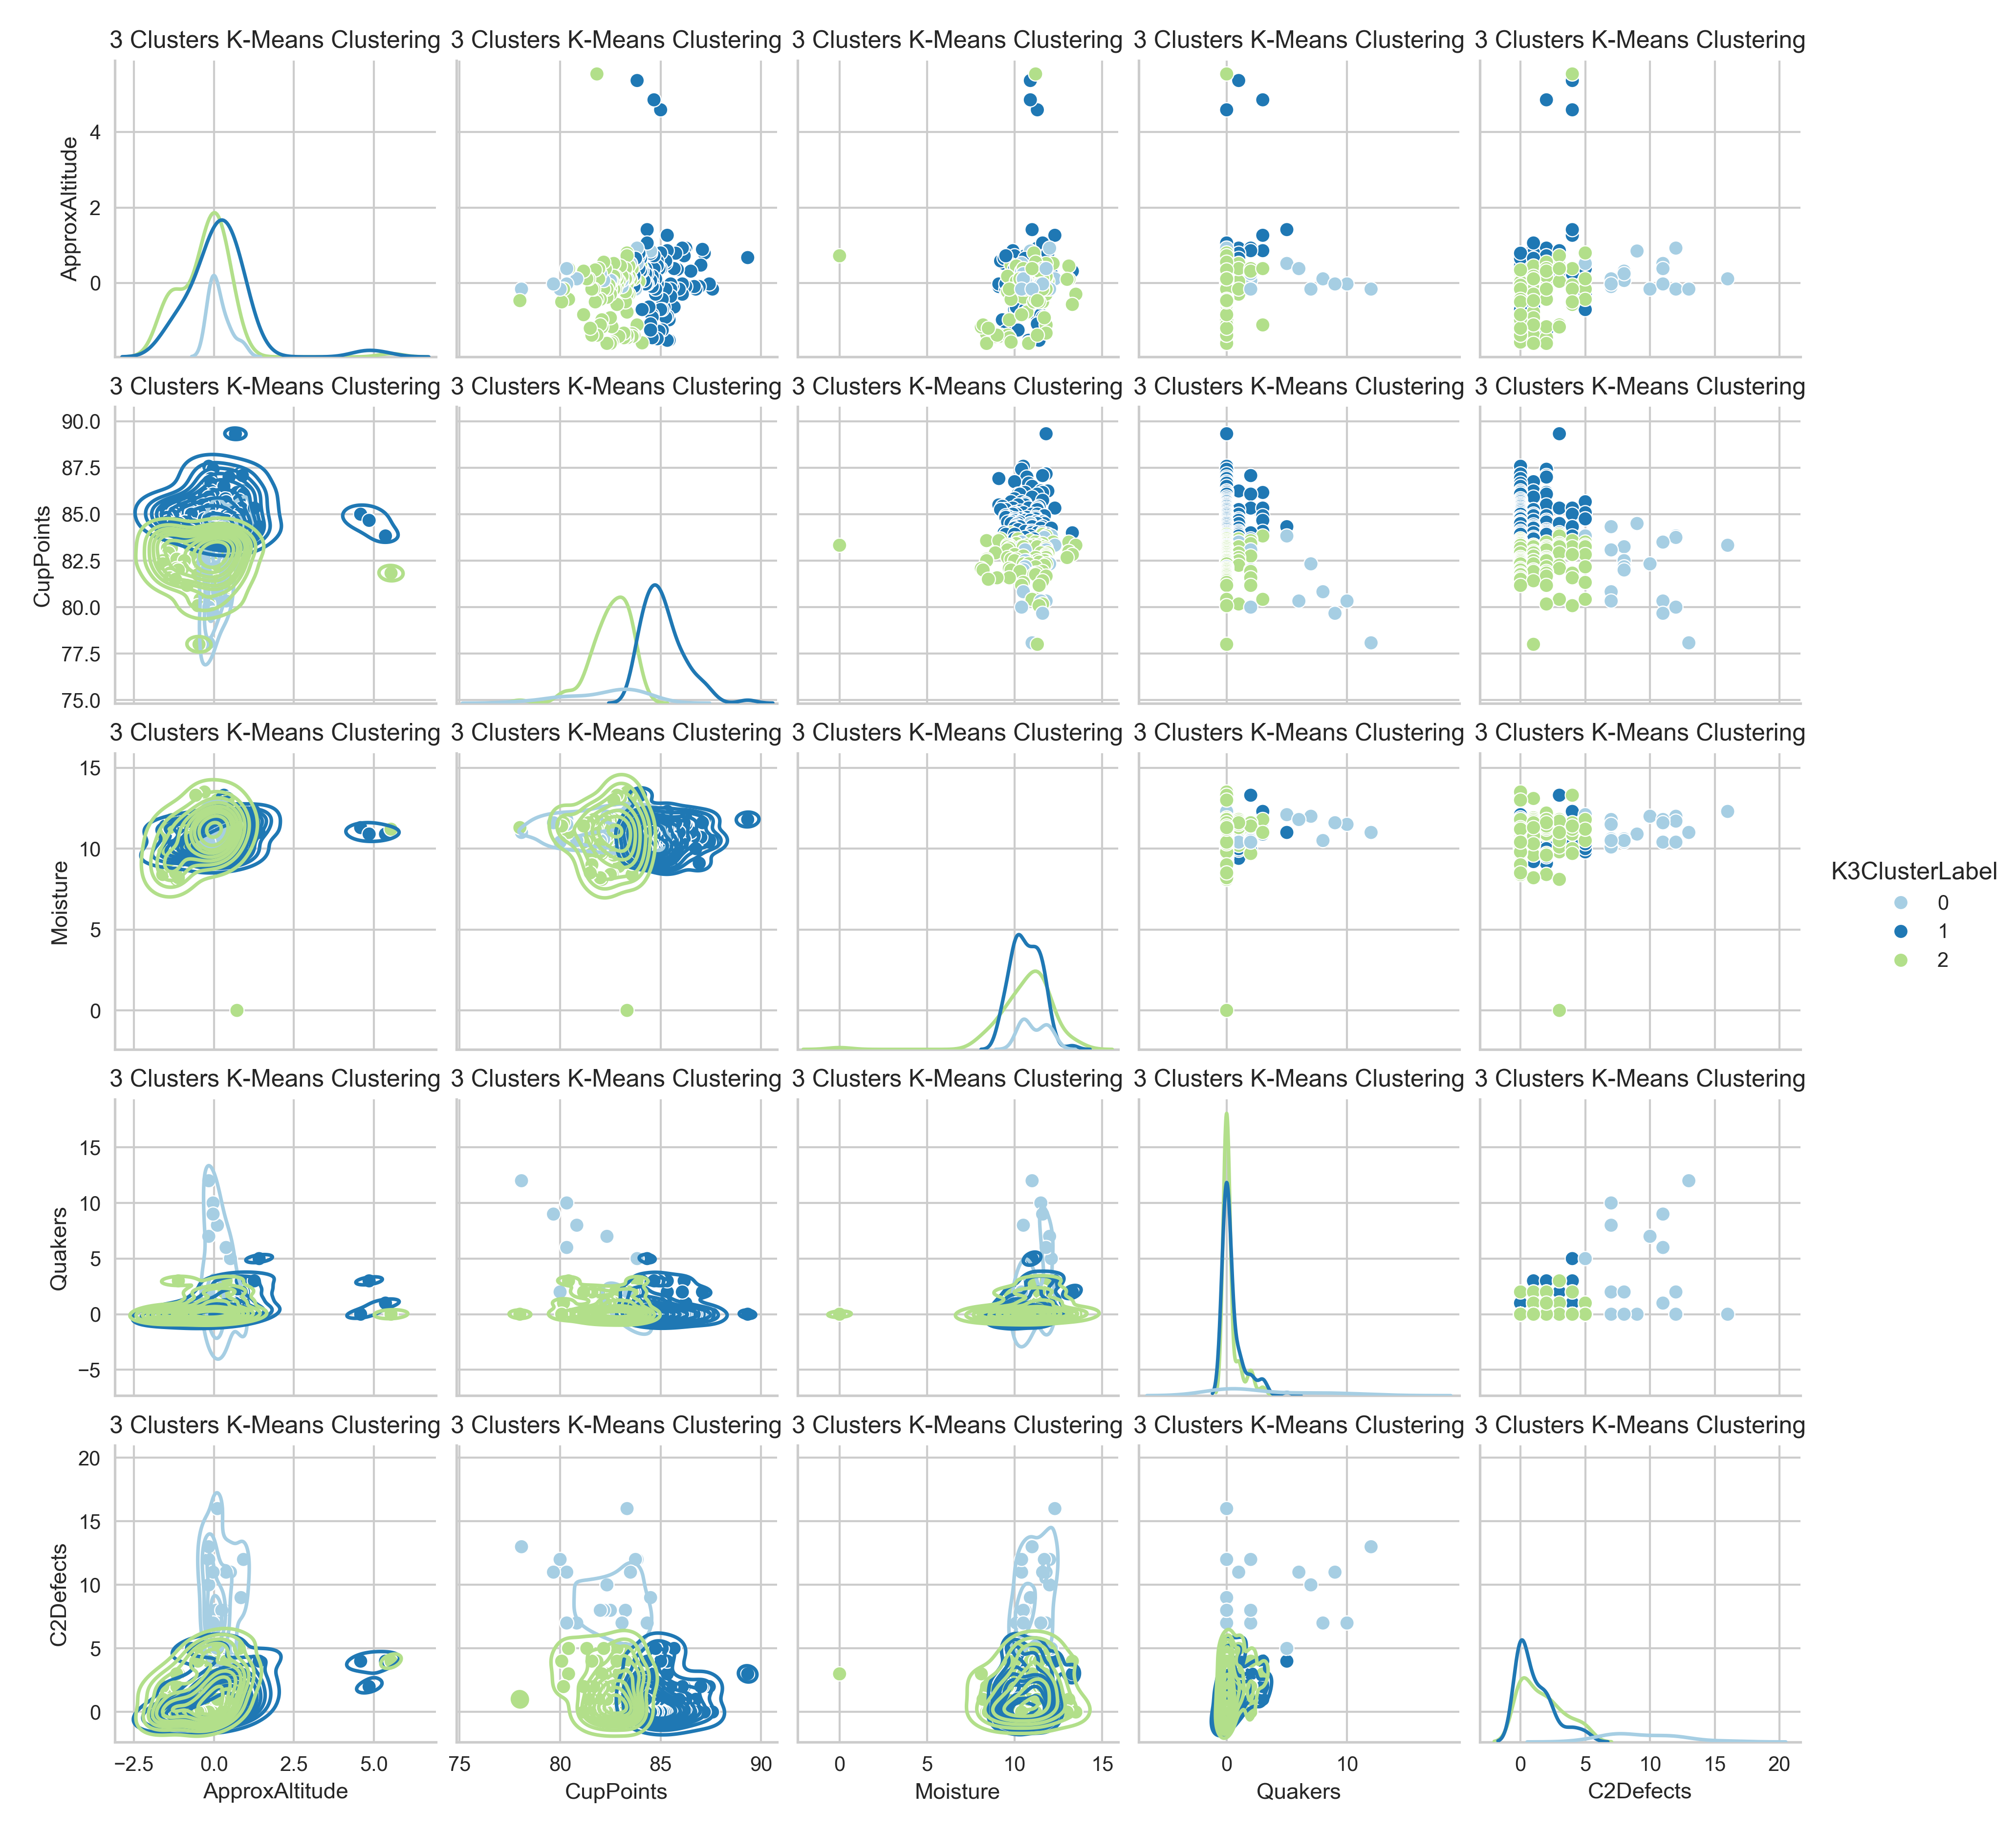 3 Clusters K-Means Clustering 3 Clusters K-Means Clustering 3 Clusters K-Means Clustering 3 Clusters K-Means Clustering 3 Clusters K-Means Clustering
4
2
0
ApproxAltitude
3 Clusters K-Means Clustering 3 Clusters K-Means Clustering 3 Clusters K-Means Clustering 3 Clusters K-Means Clustering 3 Clusters K-Means Clustering
90.0
87.5
85.0
82.5
80.0
77.5
75.0
CupPoints
3 Clusters K-Means Clustering 3 Clusters K-Means Clustering 3 Clusters K-Means Clustering 3 Clusters K-Means Clustering 3 Clusters K-Means Clustering
15
10
5
0
Moisture
K3ClusterLabel
0
1
2
3 Clusters K-Means Clustering 3 Clusters K-Means Clustering 3 Clusters K-Means Clustering 3 Clusters K-Means Clustering 3 Clusters K-Means Clustering
15
10
5
0
−5
Quakers
3 Clusters K-Means Clustering 3 Clusters K-Means Clustering 3 Clusters K-Means Clustering 3 Clusters K-Means Clustering 3 Clusters K-Means Clustering
20
15
10
5
0
C2Defects
−2.5 0.0 2.5 5.0 75 80 85 90 0 5 10 15 0 10 0 5 10 15 20
ApproxAltitude CupPoints Moisture Quakers C2Defects